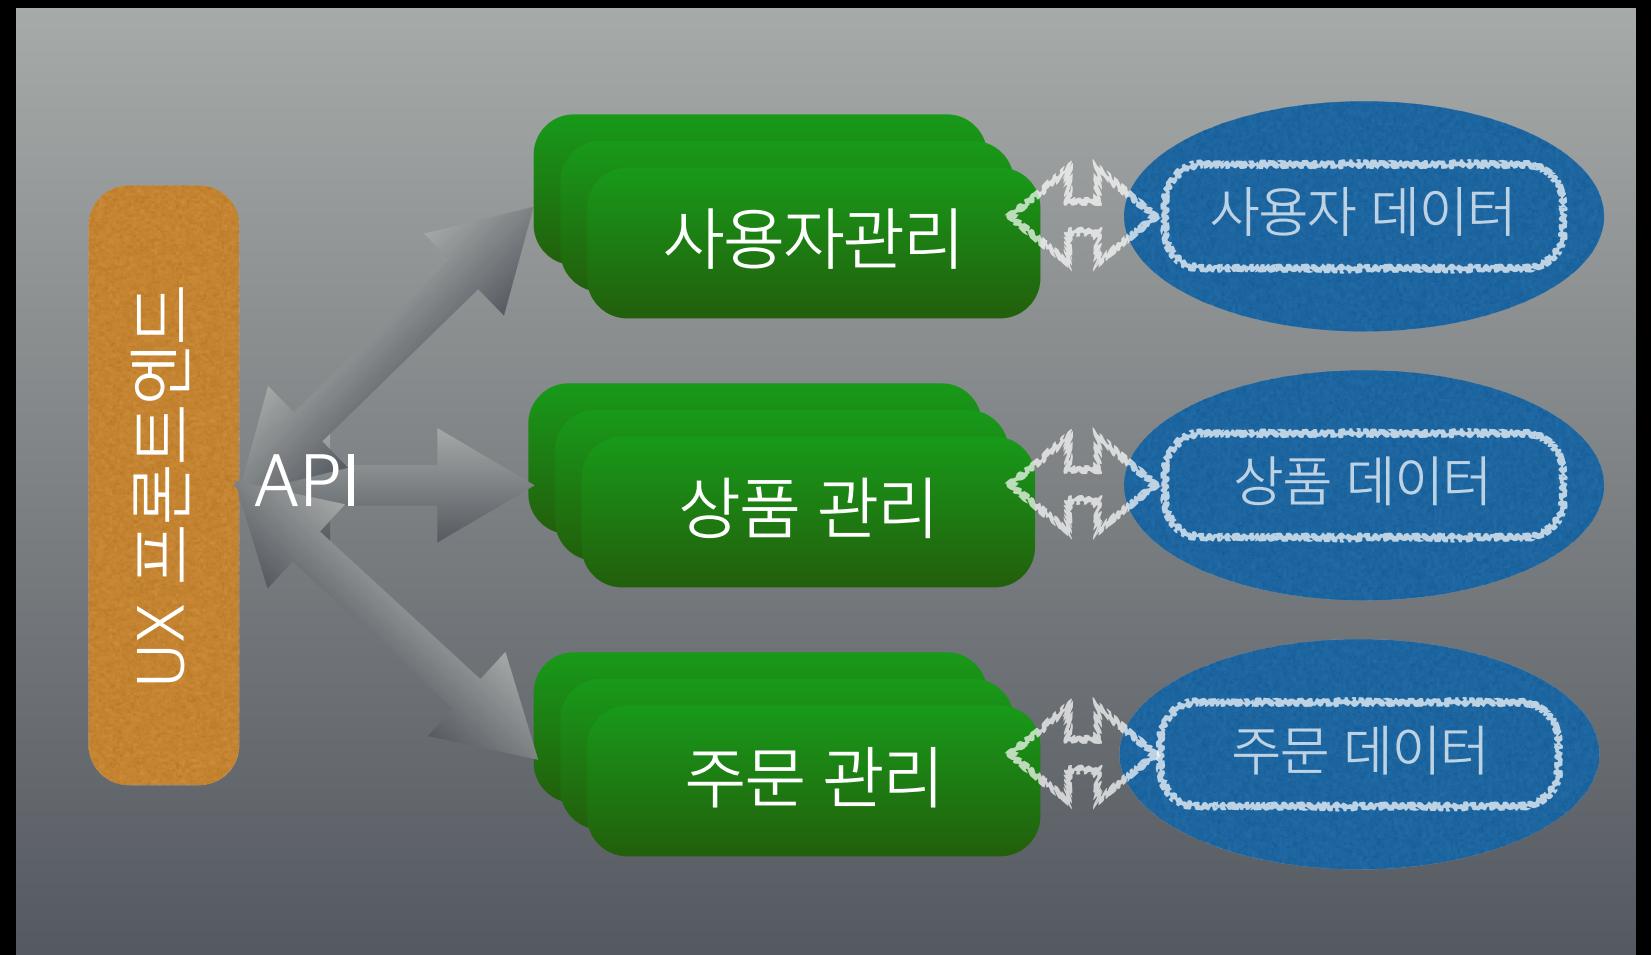 UX 프론트엔드
API
사용자관리
사용자 데이터
상품 관리
상품 데이터
주문 관리
주문 데이터